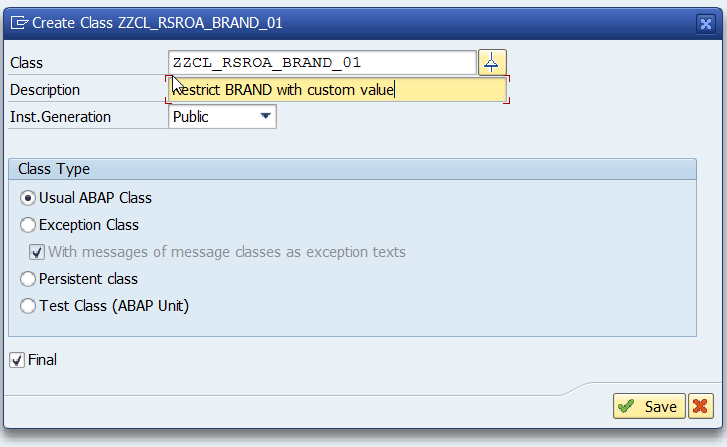 Create Class ZZCL_RSROA_BRAND_01
Class ZZCL_RSROA_BRAND_01
Description Restrict BRAND with custom value
Inst.Generation Public
Class Type
Usual ABAP Class
Exception Class
With messages of message classes as exception texts
Persistent class
Test Class (ABAP Unit)
Final
Save